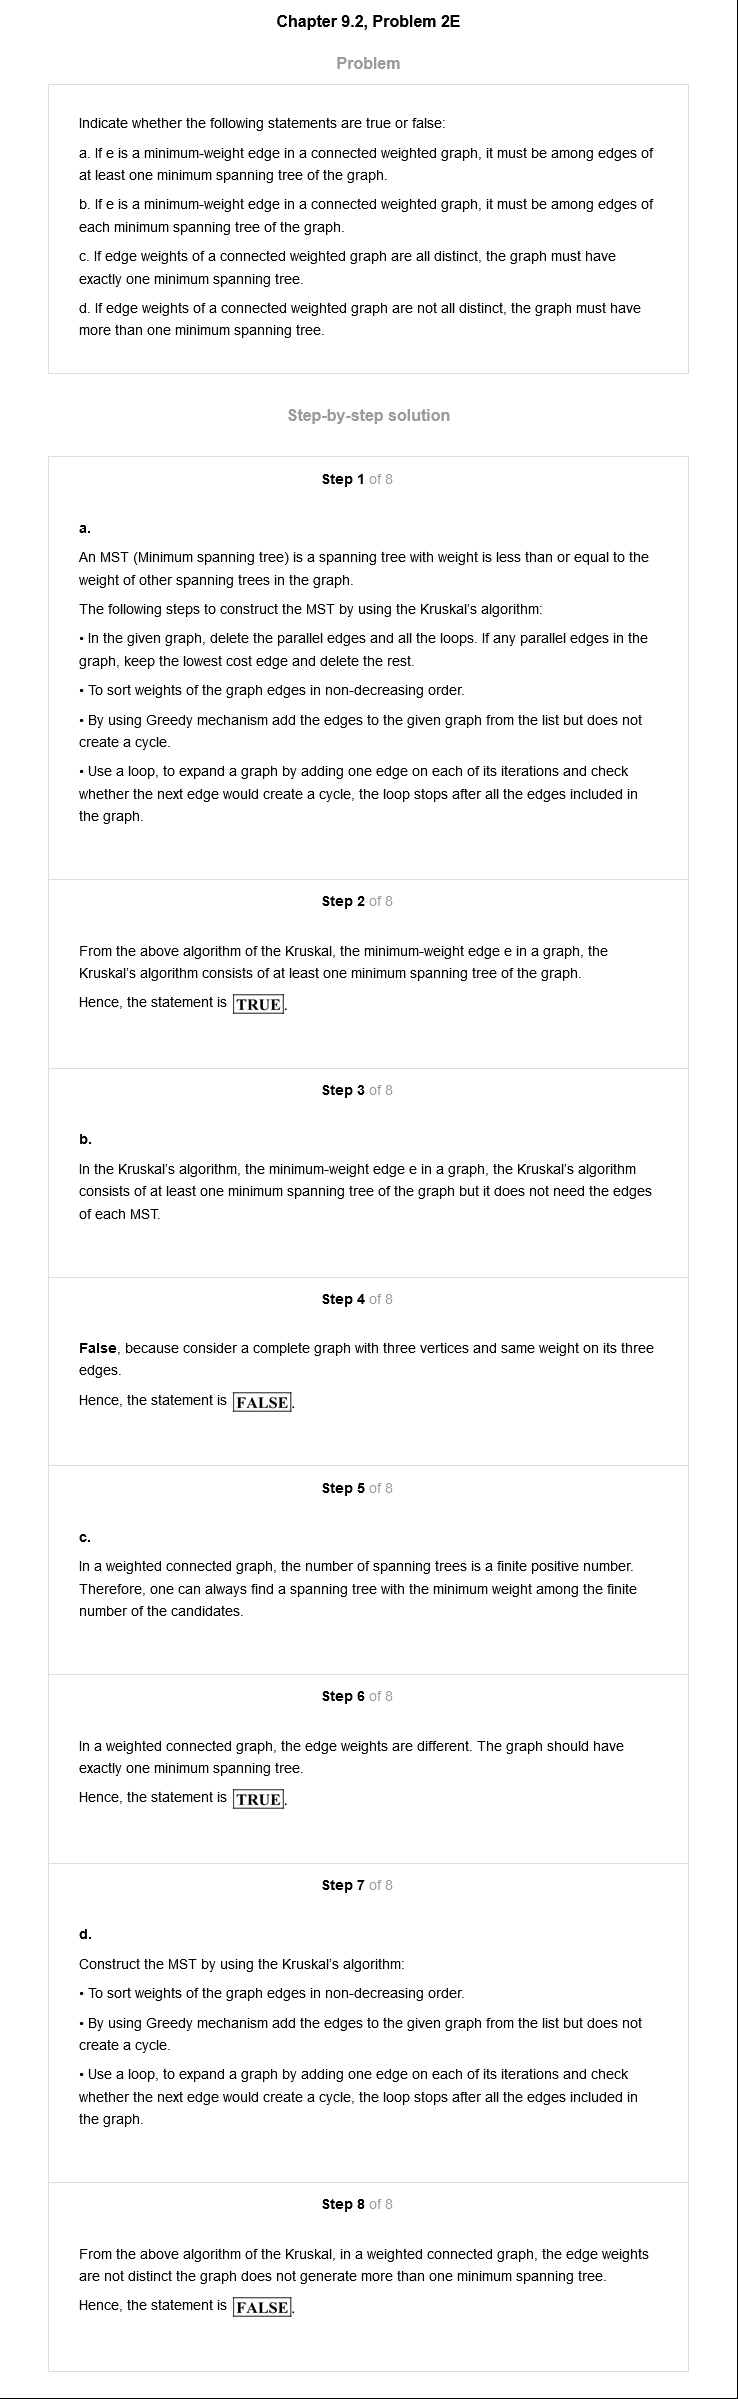 Chapter 9.2, Problem 2E
Problem
Indicate whether the following statements are true or false:
a. If e is a minimum-weight edge in a connected weighted graph, it must be among edges of
at least one minimum spanning tree of the graph.
b. If e is a minimum-weight edge in a connected weighted graph, it must be among edges of
each minimum spanning tree of the graph.
c. If edge weights of a connected weighted graph are all distinct, the graph must have
exactly one minimum spanning tree.
d. If edge weights of a connected weighted graph are not all distinct, the graph must have
more than one minimum spanning tree.
Step-by-step solution
Step 1 of 8
a.
An MST (Minimum spanning tree) is a spanning tree with weight is less than or equal to the
weight of other spanning trees in the graph.
The following steps to construct the MST by using the Kruskal's algorithm:
• In the given graph, delete the parallel edges and all the loops. If any parallel edges in the
graph, keep the lowest cost edge and delete the rest.
• To sort weights of the graph edges in non-decreasing order.
• By using Greedy mechanism add the edges to the given graph from the list but does not
create a cycle.
• Use a loop, to expand a graph by adding one edge on each of its iterations and check
whether the next edge would create a cycle, the loop stops after all the edges included in
the graph.
Step 2 of 8
From the above algorithm of the Kruskal, the minimum-weight edge e in a graph, the
Kruskal's algorithm consists of at least one minimum spanning tree of the graph.
Hence, the statement is TRUE.
Step 3 of 8
b.
In the Kruskal's algorithm, the minimum-weight edge e in a graph, the Kruskal's algorithm
consists of at least one minimum spanning tree of the graph but it does not need the edges
of each MST.
Step 4 of 8
False, because consider a complete graph with three vertices and same weight on its three
edges.
Hence, the statement is FALSE.
Step 5 of 8
c.
In a weighted connected graph, the number of spanning trees is a finite positive number.
Therefore, one can always find a spanning tree with the minimum weight among the finite
number of the candidates.
Step 6 of 8
In a weighted connected graph, the edge weights are different. The graph should have
exactly one minimum spanning tree.
Hence, the statement is TRUE.
Step 7 of 8
d.
Construct the MST by using the Kruskal's algorithm:
• To sort weights of the graph edges in non-decreasing order.
• By using Greedy mechanism add the edges to the given graph from the list but does not
create a cycle.
• Use a loop, to expand a graph by adding one edge on each of its iterations and check
whether the next edge would create a cycle, the loop stops after all the edges included in
the graph.
Step 8 of 8
From the above algorithm of the Kruskal, in a weighted connected graph, the edge weights
are not distinct the graph does not generate more than one minimum spanning tree.
Hence, the statement is FALSE.